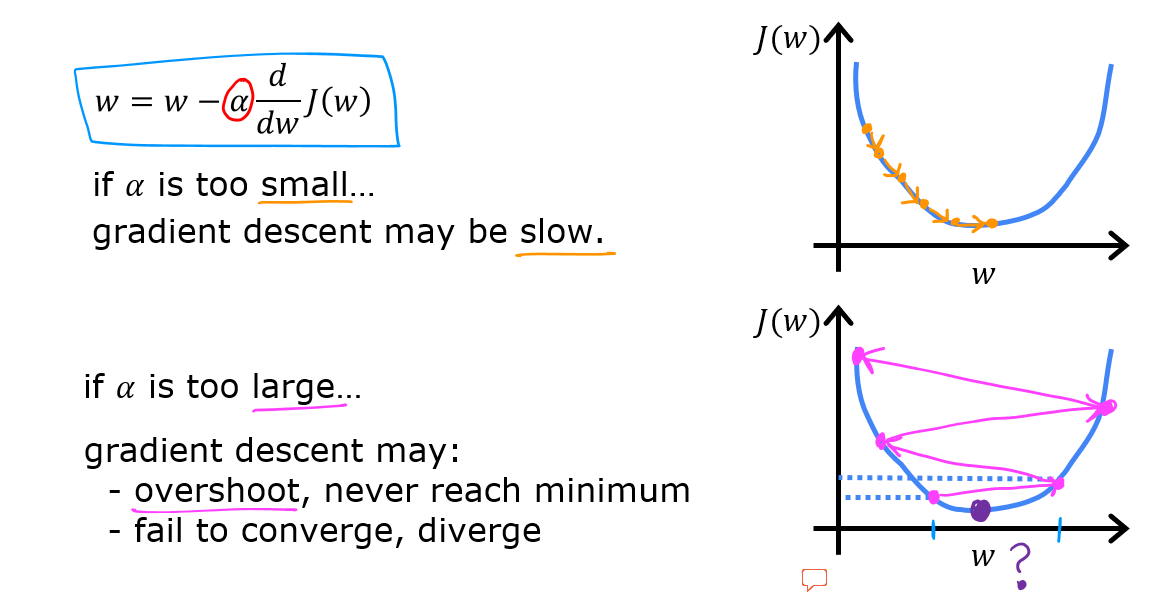 w = w − α d/dw J(w)
if α is too small…
gradient descent may be slow.
J(w)
w
if α is too large…
gradient descent may:
- overshoot, never reach minimum
- fail to converge, diverge
J(w)
w ?